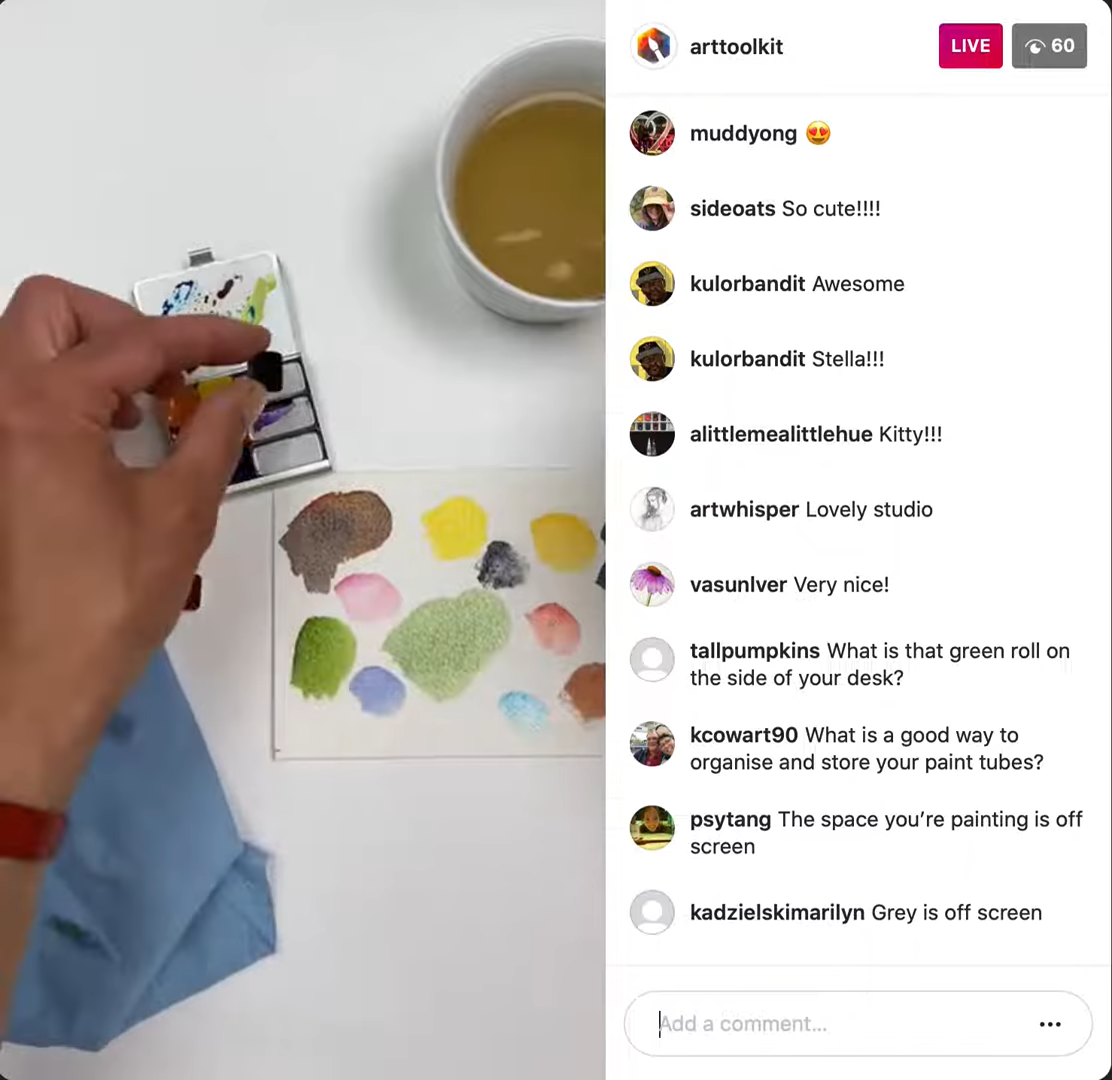 arttoolkit
LIVE
60
muddyong 😍
sideoats So cute!!!!
kulorbandit Awesome
kulorbandit Stella!!!
alittlemealittlehue Kitty!!!
artwhisper Lovely studio
vasunlver Very nice!
tallpumpkins What is that green roll on
the side of your desk?
kcowart90 What is a good way to
organise and store your paint tubes?
psytang The space you’re painting is off
screen
kadzielskimarilyn Grey is off screen
Add a comment...